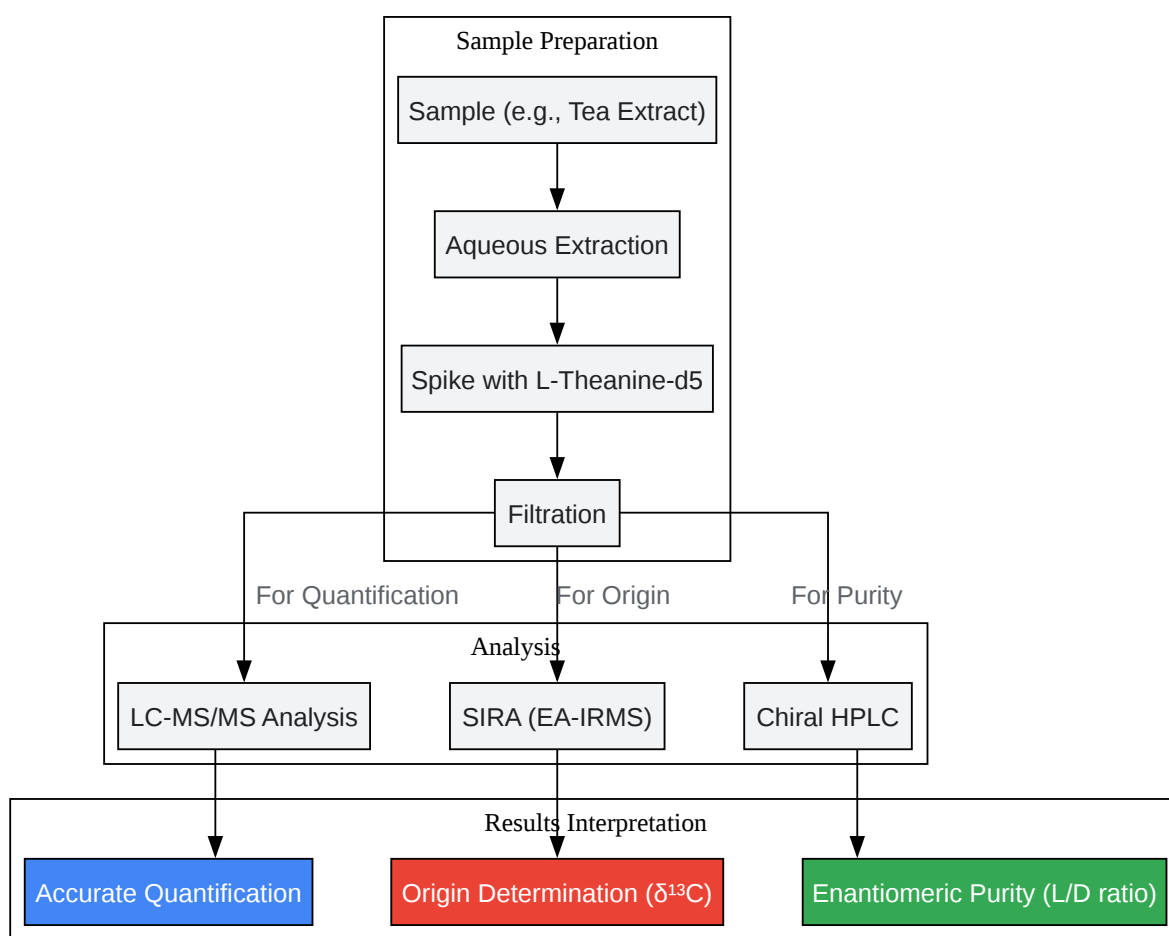 Sample Preparation
Sample (e.g., Tea Extract)
Aqueous Extraction
Spike with L-Theanine-d5
Filtration
For Quantification
For Origin
For Purity
Analysis
LC-MS/MS Analysis
SIRA (EA-IRMS)
Chiral HPLC
Results Interpretation
Accurate Quantification
Origin Determination (δ¹³C)
Enantiomeric Purity (L/D ratio)